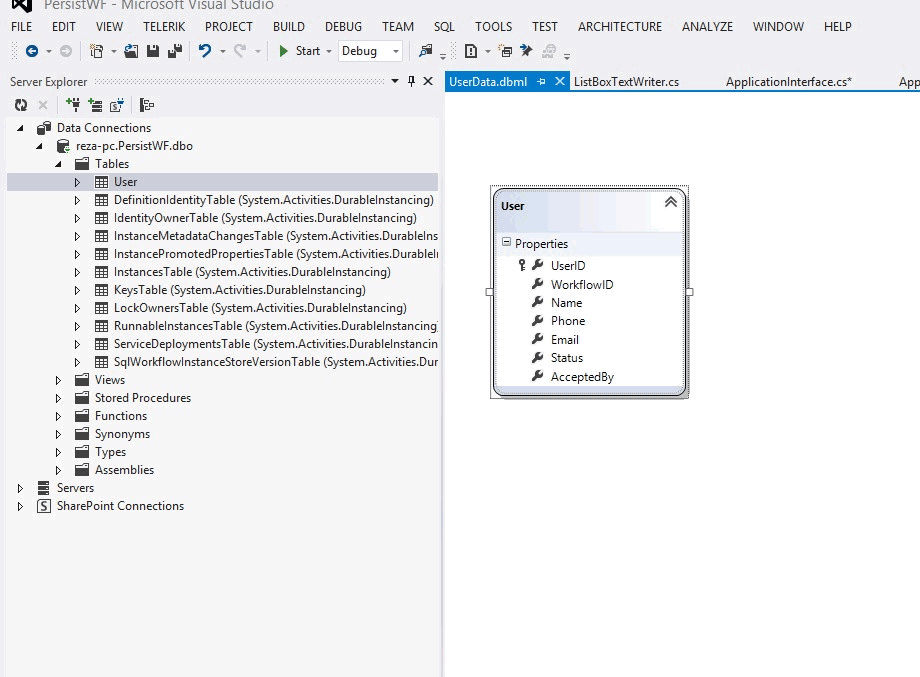 PersistWF - Microsoft Visual Studio
FILE EDIT VIEW TELERIK PROJECT BUILD DEBUG TEAM SQL TOOLS TEST ARCHITECTURE ANALYZE WINDOW HELP
Start Debug
Server Explorer
UserData.dbml ListBoxTextWriter.cs ApplicationInterface.cs* App
Data Connections
reza-pc.PersistWF.dbo
Tables
User
DefinitionIdentityTable (System.Activities.DurableInstancing)
IdentityOwnerTable (System.Activities.DurableInstancing)
InstanceMetadataChangesTable (System.Activities.DurableIns
InstancePromotedPropertiesTable (System.Activities.DurableI
InstancesTable (System.Activities.DurableInstancing)
KeysTable (System.Activities.DurableInstancing)
LockOwnersTable (System.Activities.DurableInstancing)
RunnableInstancesTable (System.Activities.DurableInstancing
ServiceDeploymentsTable (System.Activities.DurableInstancin
SqlWorkflowInstanceStoreVersionTable (System.Activities.Dur
Views
Stored Procedures
Functions
Synonyms
Types
Assemblies
Servers
SharePoint Connections
User
Properties
UserID
WorkflowID
Name
Phone
Email
Status
AcceptedBy